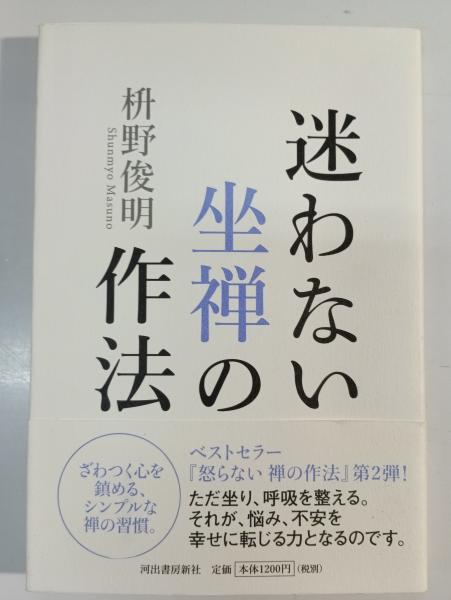 迷わない
坐禅の
作法
枡野俊明
Shunmyo Masuno
ベストセラー
『怒らない 禅の作法』第2弾!
ただ坐り、呼吸を整える。
それが、悩み、不安を
幸せに転じる力となるのです。
ざわつく心を
鎮める、
シンプルな
禅の習慣。
河出書房新社 定価 本体1200円(税別)